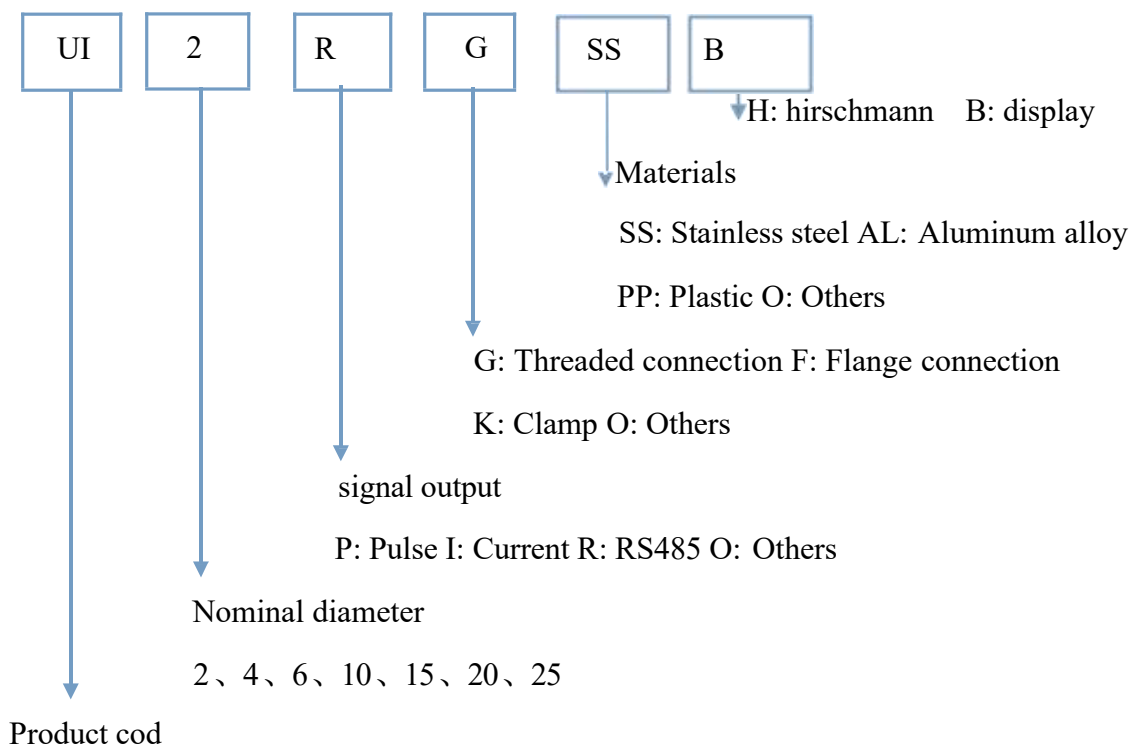 UI 2 R G SS B
H: hirschmann B: display
Materials
SS: Stainless steel AL: Aluminum alloy
PP: Plastic O: Others
G: Threaded connection F: Flange connection
K: Clamp O: Others
signal output
P: Pulse I: Current R: RS485 O: Others
Nominal diameter
2、4、6、10、15、20、25
Product cod